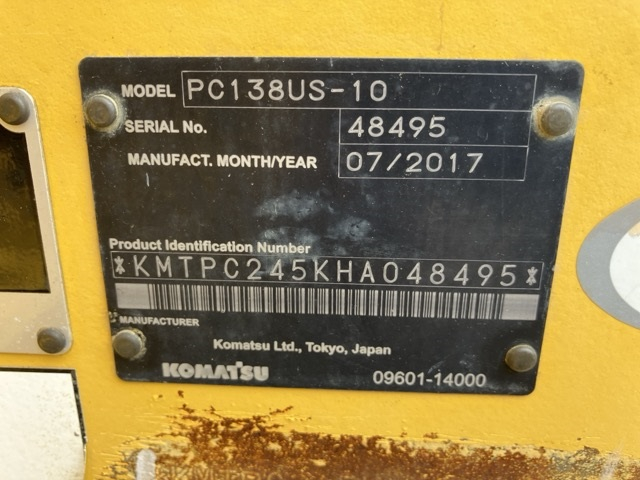 MODEL PC138US-10
SERIAL No. 48495
MANUFACT. MONTH/YEAR 07/2017
Product Identification Number
*KMTPC245KHA048495*
MANUFACTURER
Komatsu Ltd., Tokyo, Japan
KOMATSU 09601-14000